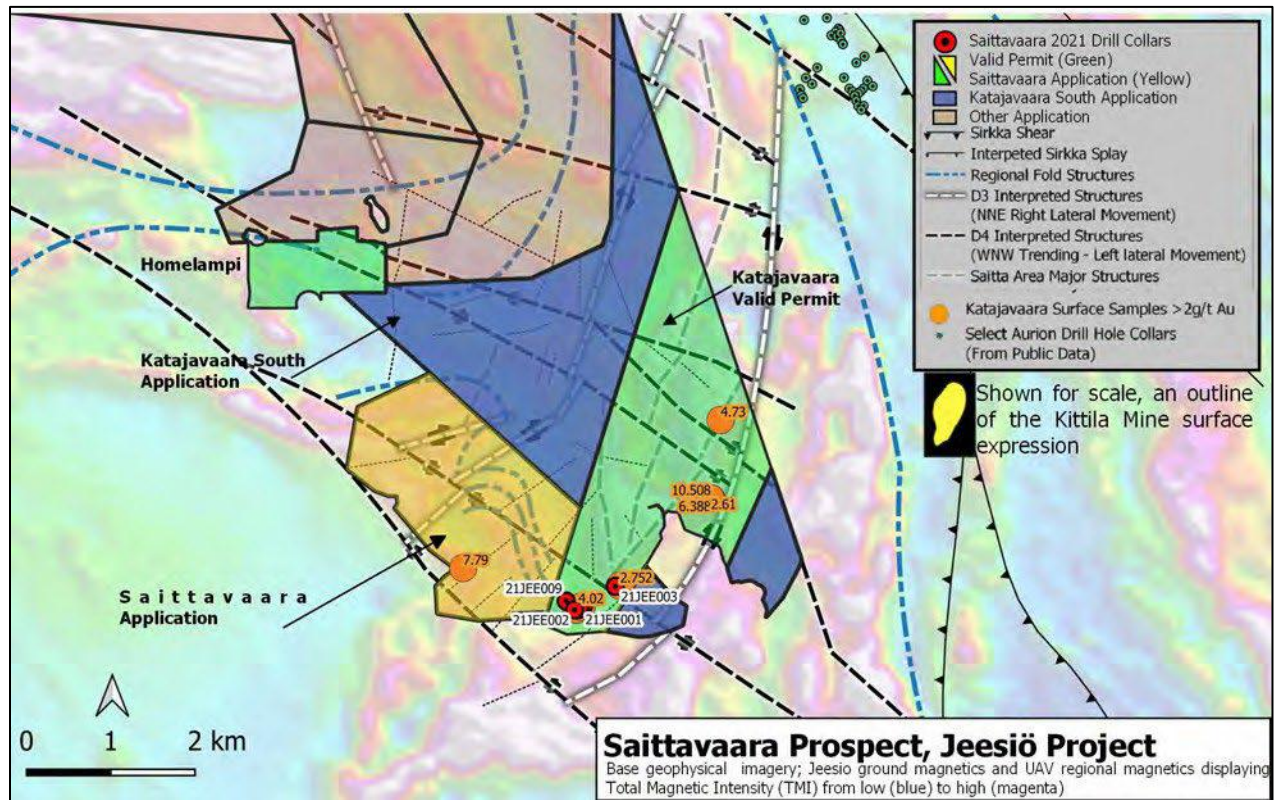 Saittavaara 2021 Drill Collars
Valid Permit (Green)
Saittavaara Application (Yellow)
Katajavaara South Application
Other Application
Sirkka Shear
Interpeted Sirkka Splay
Regional Fold Structures
D3 Interpreted Structures
(NNE Right Lateral Movement)
D4 Interpreted Structures
(WNW Trending - Left lateral Movement)
Saitta Area Major Structures
Katajavaara Surface Samples >2g/t Au
Select Aurion Drill Hole Collars
(From Public Data)
Shown for scale, an outline
of the Kittila Mine surface
expression
Homelampi
Katajavaara
Valid Permit
Katajavaara South
Application
4.73
10.508
6.388
2.61
7.79
2.752
21JEE009
4.02
21JEE003
21JEE002
21JEE001
Saittavaara
Application
0 1 2 km
Saittavaara Prospect, Jeesiö Project
Base geophysical imagery; Jeesio ground magnetics and UAV regional magnetics displaying
Total Magnetic Intensity (TMI) from low (blue) to high (magenta)